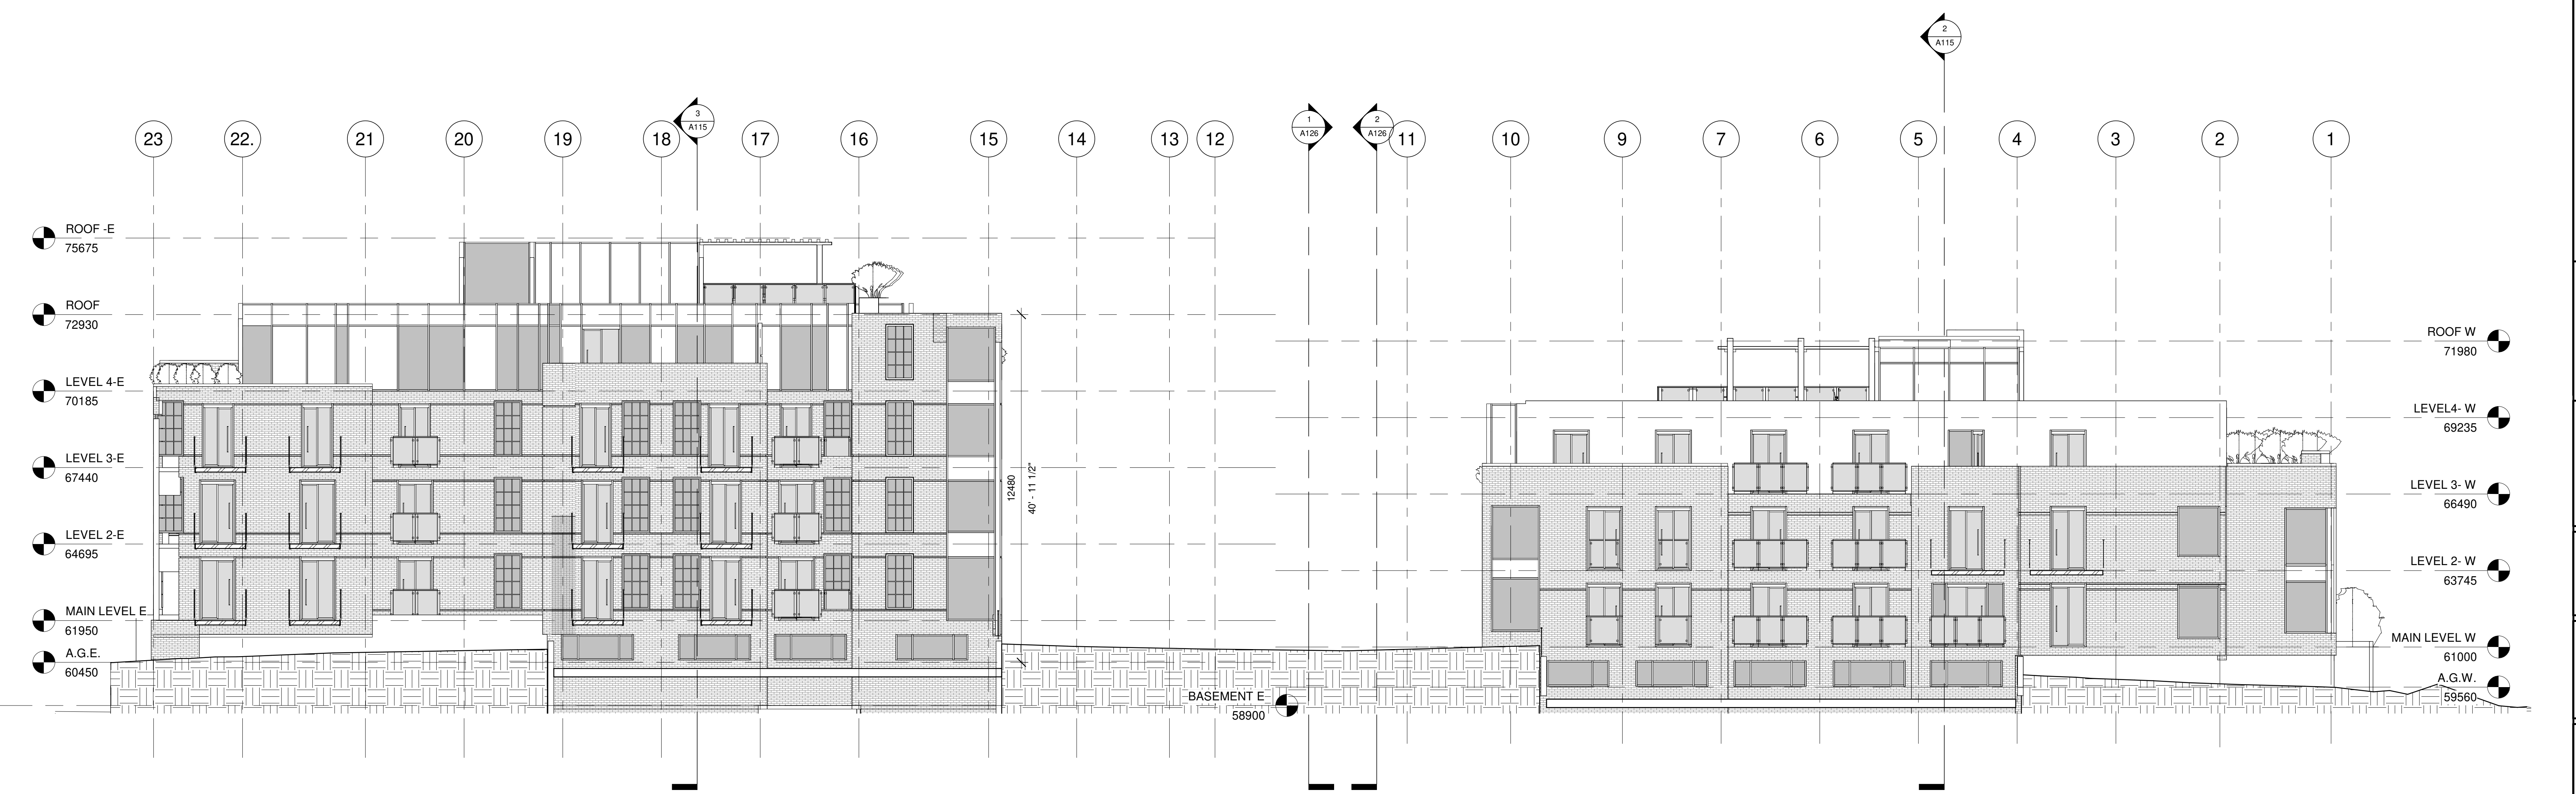 2
A115
3
A115
1
A126
2
A126
23
22.
21
20
19
18
17
16
15
14
13
12
11
10
9
7
6
5
4
3
2
1
ROOF -E
75675
ROOF
72930
LEVEL 4-E
70185
LEVEL 3-E
67440
LEVEL 2-E
64695
MAIN LEVEL E
61950
A.G.E.
60450
12480
40' - 11 1/2"
BASEMENT E
58900
ROOF W
71980
LEVEL4- W
69235
LEVEL 3- W
66490
LEVEL 2- W
63745
MAIN LEVEL W
61000
A.G.W.
59560